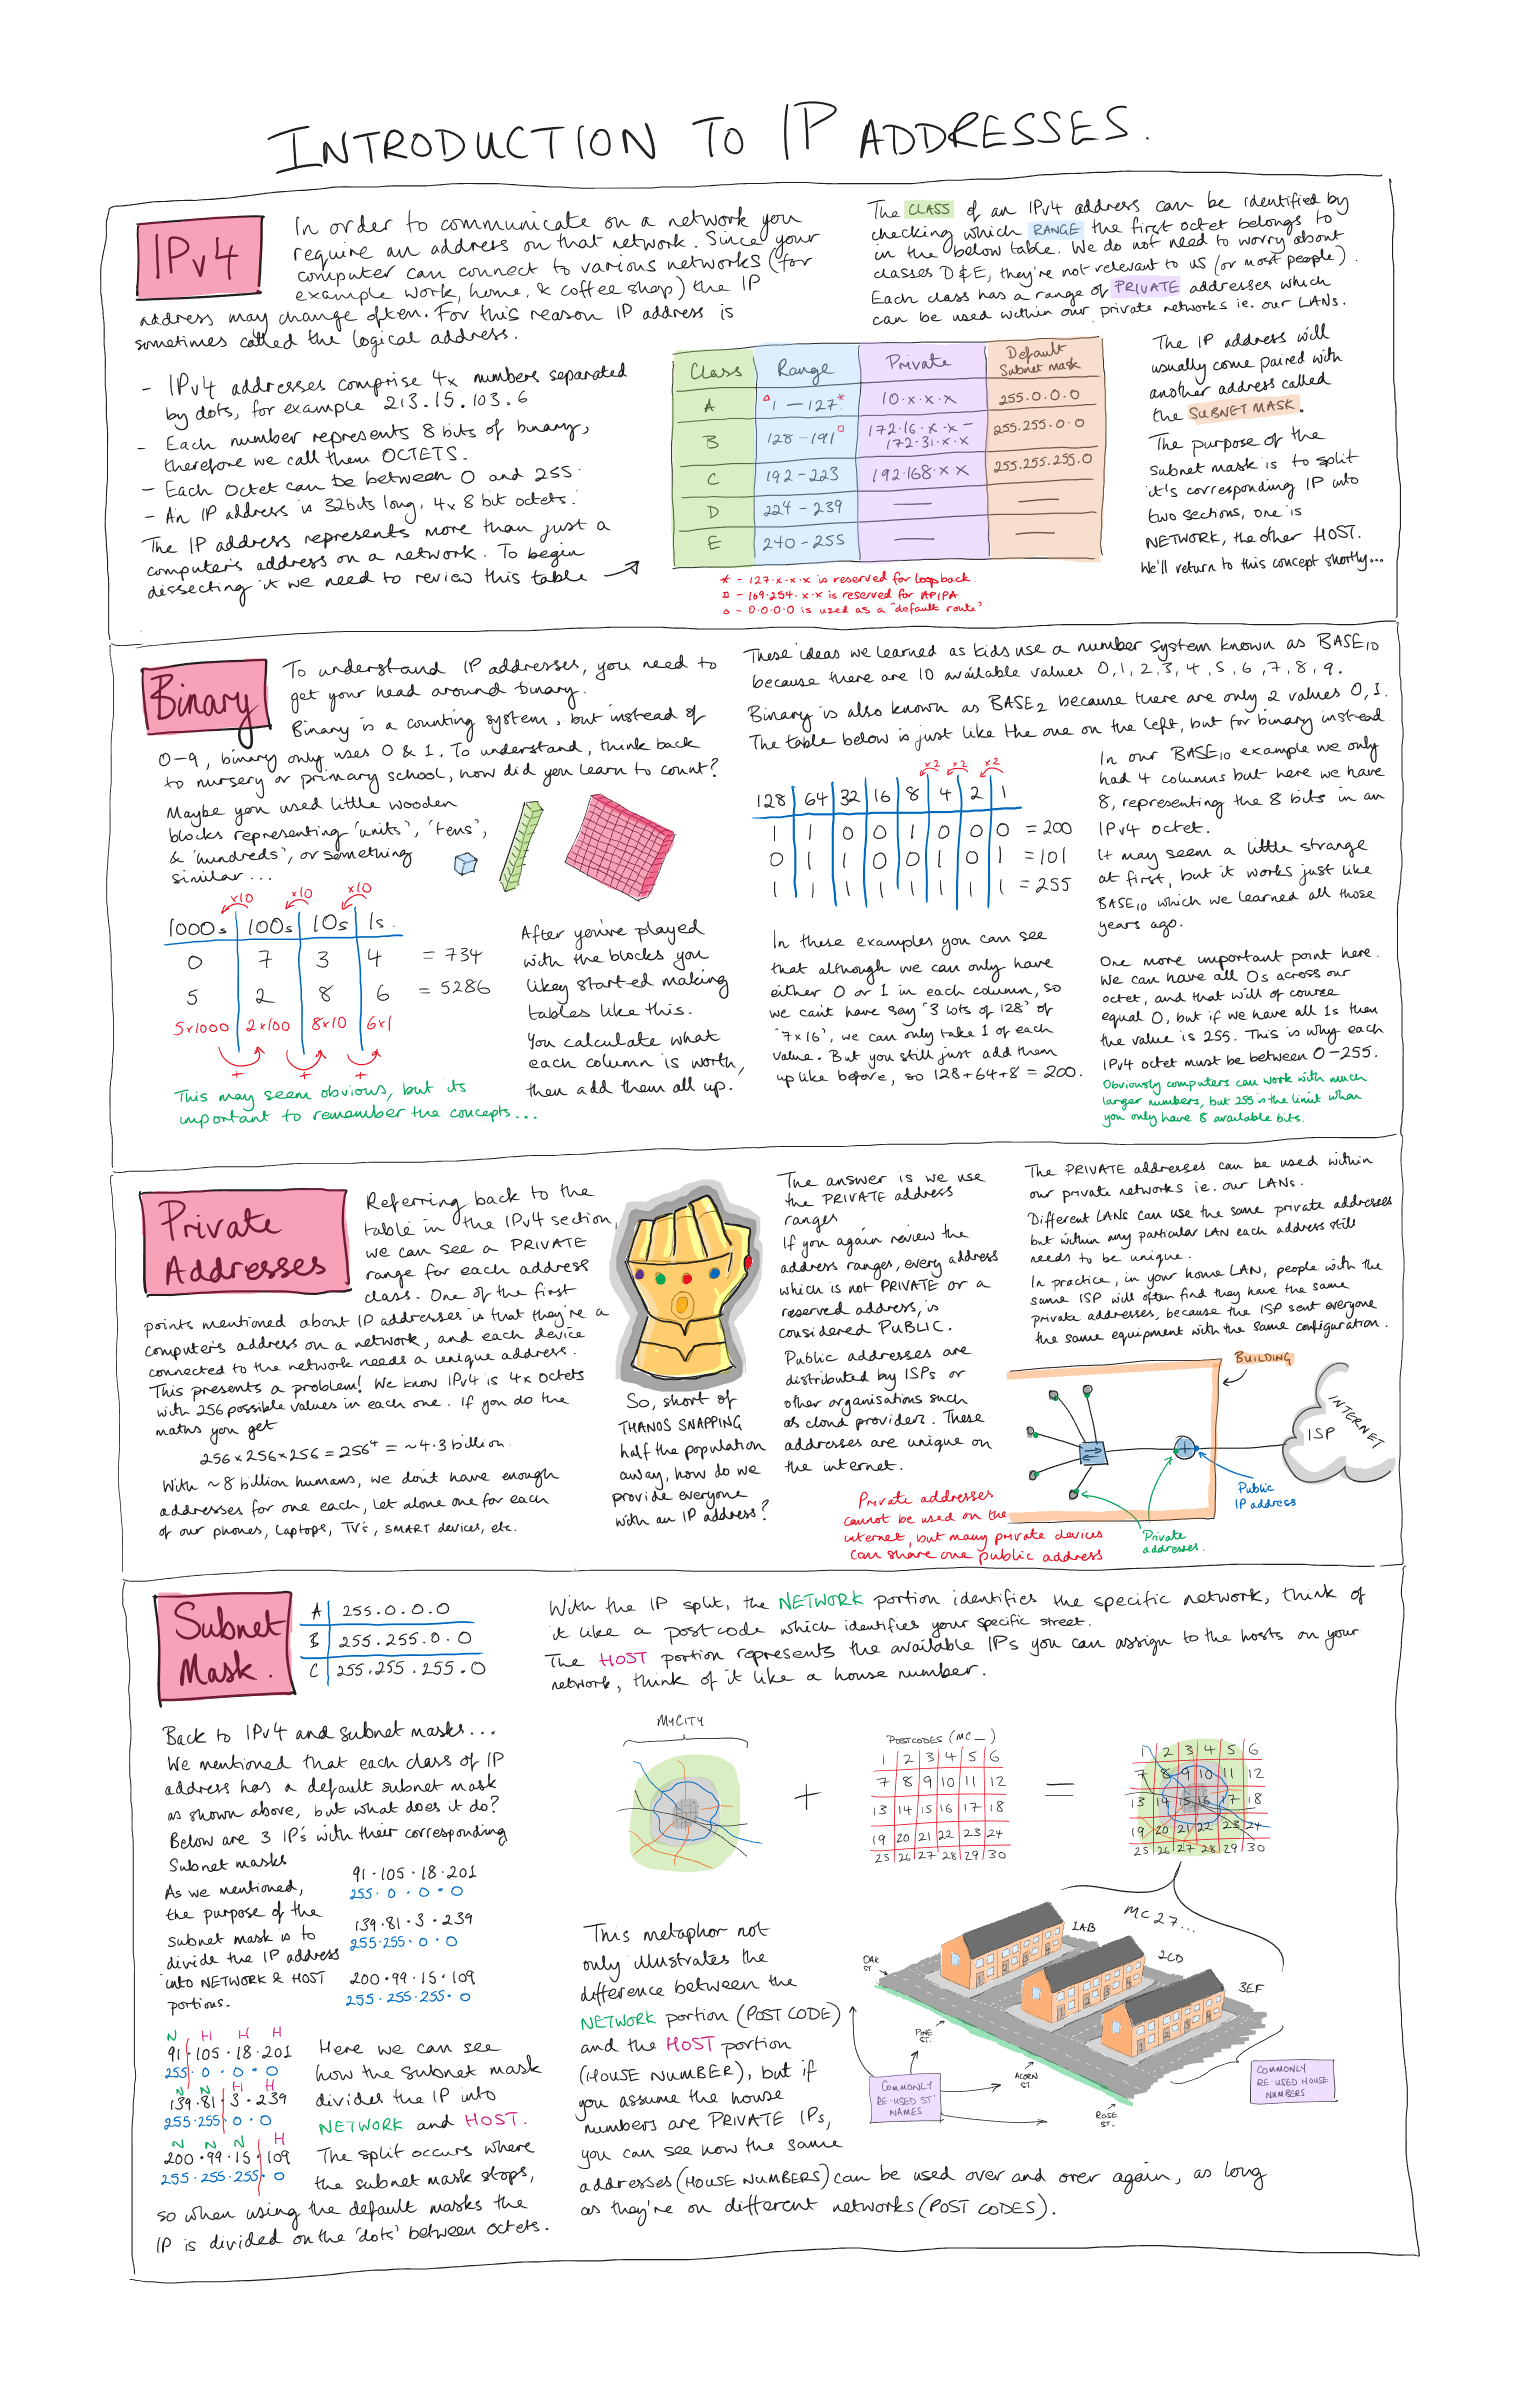 INTRODUCTION TO IP ADDRESSES.
IPv4
In order to communicate on a network you
require an address on that network. Since your
computer can connect to various networks (for
example work, home, & coffee shop) the IP
address may change often. For this reason IP address is
sometimes called the logical address.
- IPv4 addresses comprise 4x numbers separated
by dots, for example 213.15.103.6
- Each number represents 8 bits of binary,
therefore we call them OCTETS.
- Each Octet can be between 0 and 255.
- An IP address is 32bits long, 4x 8 bit octets.
The IP address represents more than just a
computer's address on a network. To begin
dissecting it we need to review this table →
The CLASS of an IPv4 address can be identified by
checking which RANGE the first octet belongs to
in the below table. We do not need to worry about
classes D & E, they're not relevant to us (or most people).
Each class has a range of PRIVATE addresses which
can be used within our private networks ie. our LANs.
Class Range Private Default Subnet Mask
A △1 - 127* 10.x.x.x 255.0.0.0
B 128 - 191□ 172.16.x.x - 172.31.x.x 255.255.0.0
C 192 - 223 192.168.x.x 255.255.255.0
D 224 - 239 — —
E 240 - 255 — —
* - 127.x.x.x is reserved for loopback
□ - 169.254.x.x is reserved for APIPA
△ - 0.0.0.0 is used as a 'default route'
The IP address will
usually come paired with
another address called
the SUBNET MASK.
The purpose of the
subnet mask is to split
it's corresponding IP into
two sections, one is
NETWORK, the other HOST.
We'll return to this concept shortly...
Binary
To understand IP addresses, you need to
get your head around binary.
Binary is a counting system, but instead of
0-9, binary only uses 0 & 1. To understand, think back
to nursery or primary school, how did you learn to count?
Maybe you used little wooden
blocks representing 'units', 'tens',
& 'hundreds', or something
similar...
x10 x10 x10
1000s 100s 10s 1s.
0 7 3 4 = 734
5 2 8 6 = 5286
5x1000 2x100 8x10 6x1
+ + +
This may seem obvious, but its
important to remember the concepts...
After you've played
with the blocks you
likey started making
tables like this.
You calculate what
each column is worth,
then add them all up.
These ideas we learned as kids use a number system known as BASE10
because there are 10 available values 0,1,2,3,4,5,6,7,8,9.
Binary is also known as BASE2 because there are only 2 values 0,1.
The table below is just like the one on the left, but for binary instead
x2 x2 x2
128 64 32 16 8 4 2 1
1 1 0 0 1 0 0 0 = 200
0 1 1 0 0 1 0 1 = 101
1 1 1 1 1 1 1 1 = 255
In these examples you can see
that although we can only have
either 0 or 1 in each column, so
we can't have say '3 lots of 128' or
'7x16', we can only take 1 of each
value. But you still just add them
up like before, so 128+64+8 = 200.
In our BASE10 example we only
had 4 columns but here we have
8, representing the 8 bits in an
IPv4 octet.
It may seem a little strange
at first, but it works just like
BASE10 which we learned all those
years ago.
One more important point here.
We can have all 0s across our
octet, and that will of course
equal 0, but if we have all 1s then
the value is 255. This is why each
IPv4 octet must be between 0-255.
Obviously computers can work with much
larger numbers, but 255 is the limit when
you only have 8 available bits.
Private
Addresses
Referring back to the
table in the IPv4 section,
we can see a PRIVATE
range for each address
class. One of the first
points mentioned about IP addresses is that they're a
computer's address on a network, and each device
connected to the network needs a unique address.
This presents a problem! We know IPv4 is 4x octets
with 256 possible values in each one. If you do the
maths you get
256x256x256 = 256⁴ = ~4.3 billion.
With ~8 billion humans, we don't have enough
addresses for one each, let alone one for each
of our phones, laptops, TV's, SMART devices, etc.
So, short of
THANOS SNAPPING
half the population
away, how do we
provide everyone
with an IP address?
The answer is we use
the PRIVATE address
ranges
If you again review the
address ranges, every address
which is not PRIVATE or a
reserved address, is
considered PUBLIC.
Public addresses are
distributed by ISPs or
other organisations such
as cloud providers. These
addresses are unique on
the internet.
Private addresses
cannot be used on the
internet, but many private devices
can share one public address
The PRIVATE addresses can be used within
our private networks ie. our LANs.
Different LANs can use the same private addresses
but within any particular LAN each address still
needs to be unique.
In practice, in your home LAN, people with the
same ISP will often find they have the same
private addresses, because the ISP sent everyone
the same equipment with the same configuration.
BUILDING
INTERNET
ISP
Public
IP address
Private
addresses.
Subnet
Mask.
A 255.0.0.0
B 255.255.0.0
C 255.255.255.0
Back to IPv4 and subnet masks...
We mentioned that each class of IP
address has a default subnet mask
as shown above, but what does it do?
Below are 3 IP's with their corresponding
Subnet masks
As we mentioned,
the purpose of the
subnet mask is to
divide the IP address
into NETWORK & HOST
portions.
91.105.18.201
255.0.0.0
139.81.3.239
255.255.0.0
200.99.15.109
255.255.255.0
N H H H
91.105.18.201
255.0.0.0
N N H H
139.81.3.239
255.255.0.0
N N N H
200.99.15.109
255.255.255.0
Here we can see
how the subnet mask
divides the IP into
NETWORK and HOST.
The split occurs where
the subnet mask stops,
so when using the default masks the
IP is divided on the 'dots' between octets.
With the IP split, the NETWORK portion identifies the specific network, think of
it like a postcode which identifies your specific street.
The HOST portion represents the available IPs you can assign to the hosts on your
network, think of it like a house number.
MYCITY
+
POSTCODES (MC_)
1 2 3 4 5 6
7 8 9 10 11 12
13 14 15 16 17 18
19 20 21 22 23 24
25 26 27 28 29 30
=
1 2 3 4 5 6
7 8 9 10 11 12
13 14 15 16 17 18
19 20 21 22 23 24
25 26 27 28 29 30
MC27...
1AB
2CD
3EF
OAK ST
PINE ST.
ACORN ST.
ROSE ST.
COMMONLY
RE-USED ST
NAMES
COMMONLY
RE-USED HOUSE
NUMBERS
This metaphor not
only illustrates the
difference between the
NETWORK portion (POST CODE)
and the HOST portion
(HOUSE NUMBER), but if
you assume the house
numbers are PRIVATE IPs,
you can see how the same
addresses (HOUSE NUMBERS) can be used over and over again, as long
as they're on different networks (POST CODES).